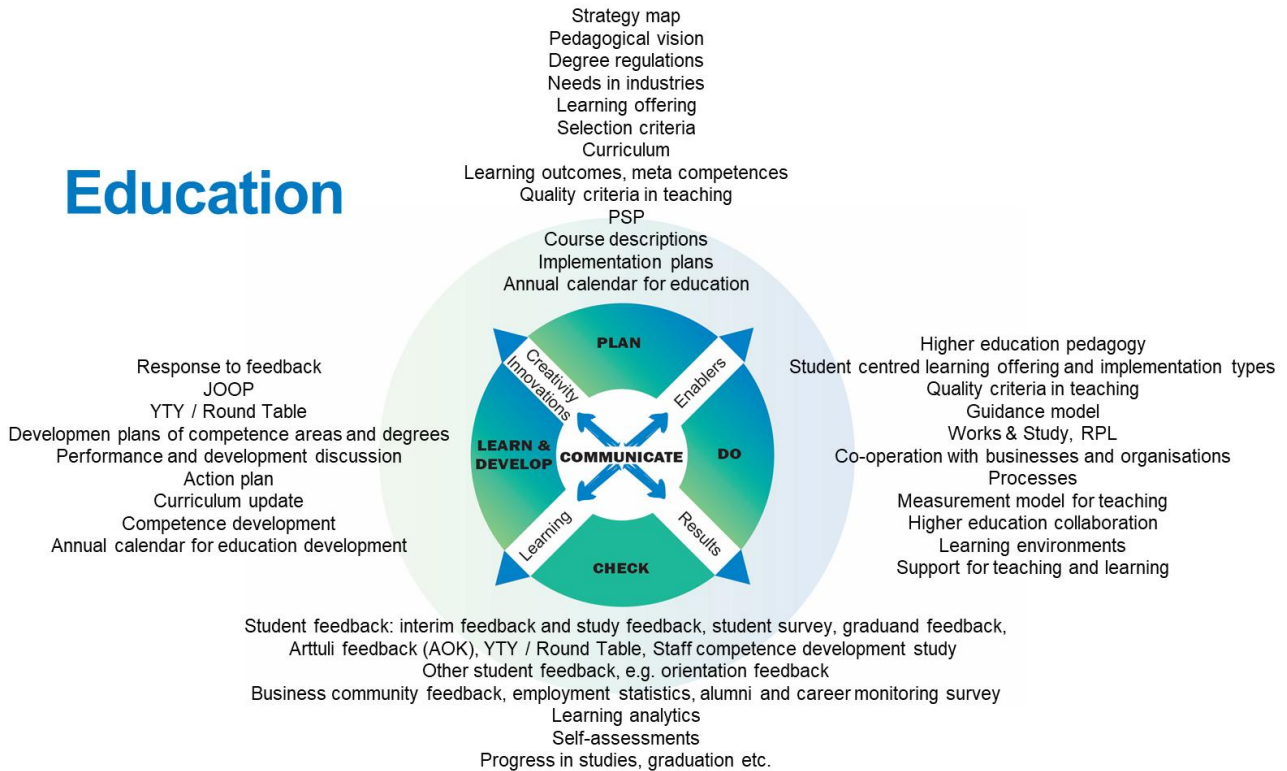 Strategy map
Pedagogical vision
Degree regulations
Needs in industries
Learning offering
Selection criteria
Curriculum
Learning outcomes, meta competences
Quality criteria in teaching
PSP
Course descriptions
Implementation plans
Annual calendar for education
Education
Response to feedback
JOOP
YTY / Round Table
Developmen plans of competence areas and degrees
Performance and development discussion
Action plan
Curriculum update
Competence development
Annual calendar for education development
PLAN
Creativity
Innovations
Enablers
LEARN &
DEVELOP
COMMUNICATE
DO
Learning
Results
CHECK
Higher education pedagogy
Student centred learning offering and implementation types
Quality criteria in teaching
Guidance model
Works & Study, RPL
Co-operation with businesses and organisations
Processes
Measurement model for teaching
Higher education collaboration
Learning environments
Support for teaching and learning
Student feedback: interim feedback and study feedback, student survey, graduand feedback,
Arttuli feedback (AOK), YTY / Round Table, Staff competence development study
Other student feedback, e.g. orientation feedback
Business community feedback, employment statistics, alumni and career monitoring survey
Learning analytics
Self-assessments
Progress in studies, graduation etc.